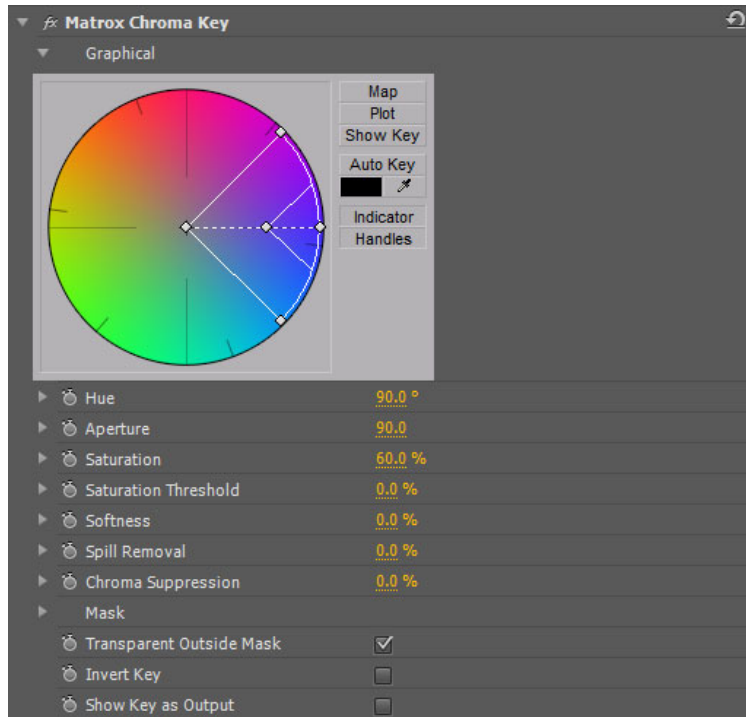 fx Matrox Chroma Key
Graphical
Map
Plot
Show Key
Auto Key
Indicator
Handles
Hue 90.0 °
Aperture 90.0
Saturation 60.0 %
Saturation Threshold 0.0 %
Softness 0.0 %
Spill Removal 0.0 %
Chroma Suppression 0.0 %
Mask
Transparent Outside Mask
Invert Key
Show Key as Output